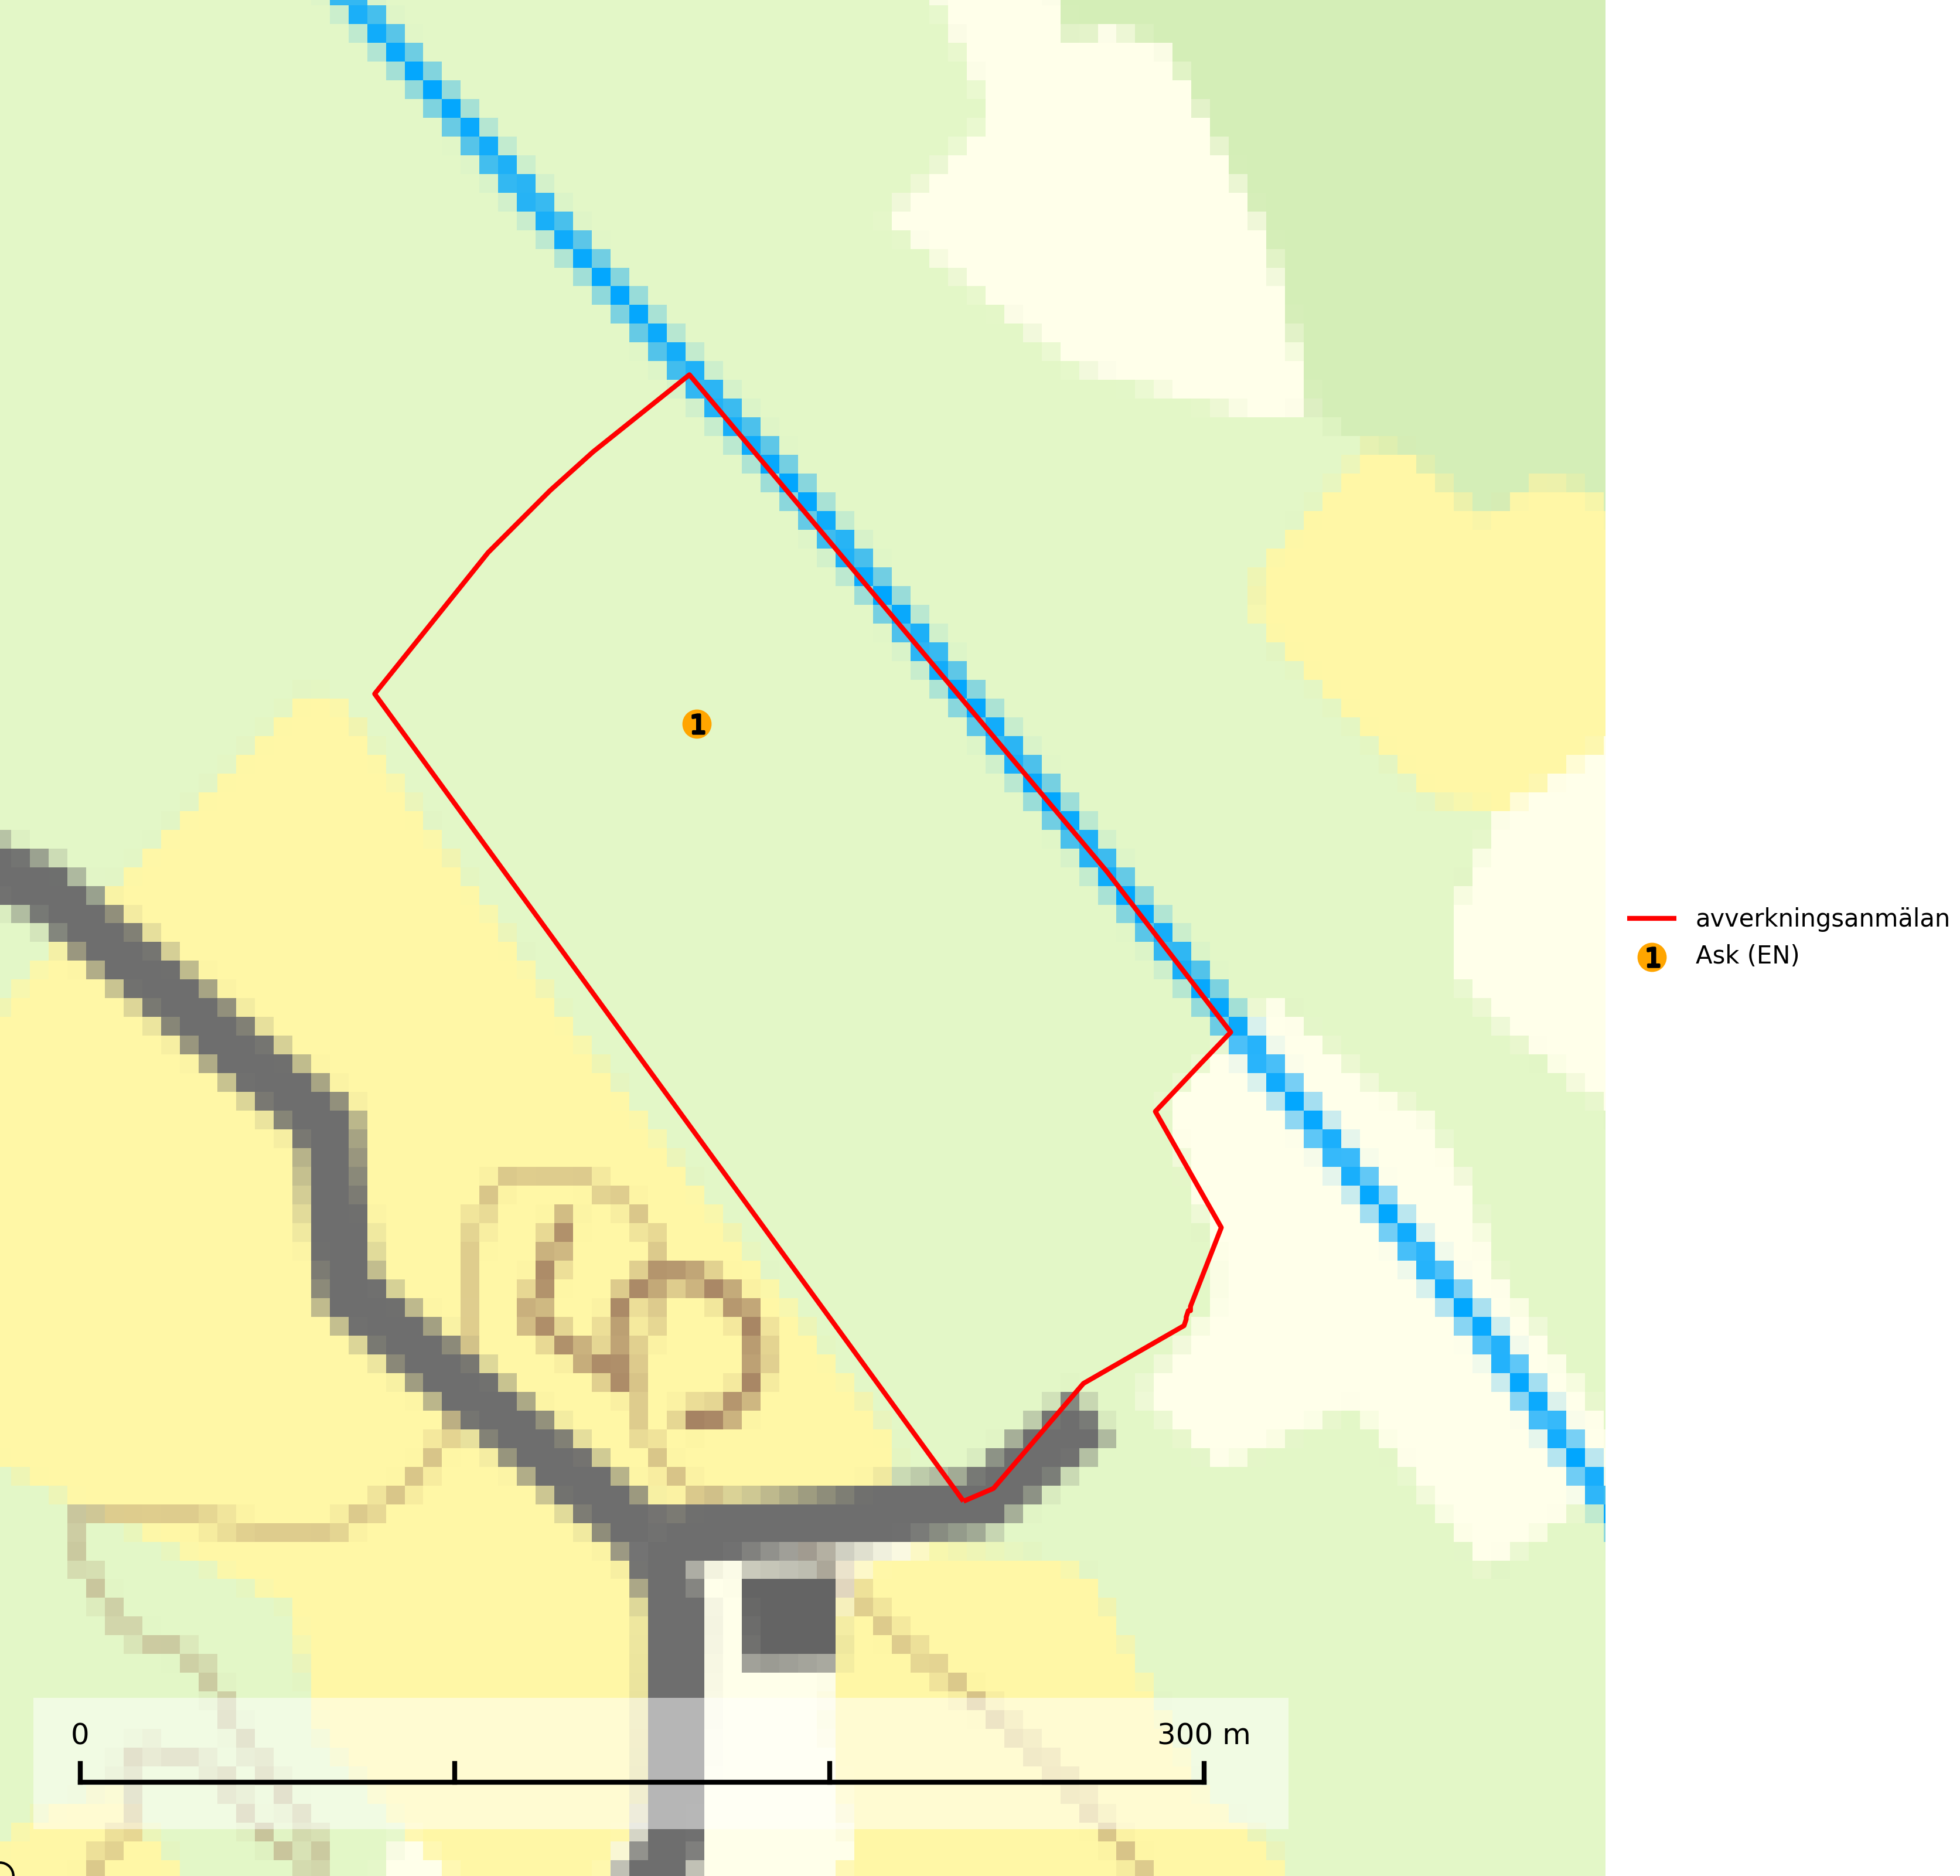 1
avverkningsanmälan
1 Ask (EN)
0 300 m